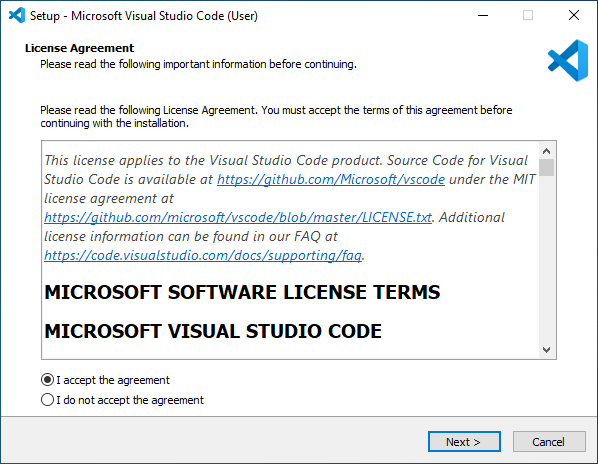 Setup - Microsoft Visual Studio Code (User)
License Agreement
Please read the following important information before continuing.
Please read the following License Agreement. You must accept the terms of this agreement before
continuing with the installation.
This license applies to the Visual Studio Code product. Source Code for Visual
Studio Code is available at https://github.com/Microsoft/vscode under the MIT
license agreement at
https://github.com/microsoft/vscode/blob/master/LICENSE.txt. Additional
license information can be found in our FAQ at
https://code.visualstudio.com/docs/supporting/faq.
MICROSOFT SOFTWARE LICENSE TERMS
MICROSOFT VISUAL STUDIO CODE
I accept the agreement
I do not accept the agreement
Next >
Cancel